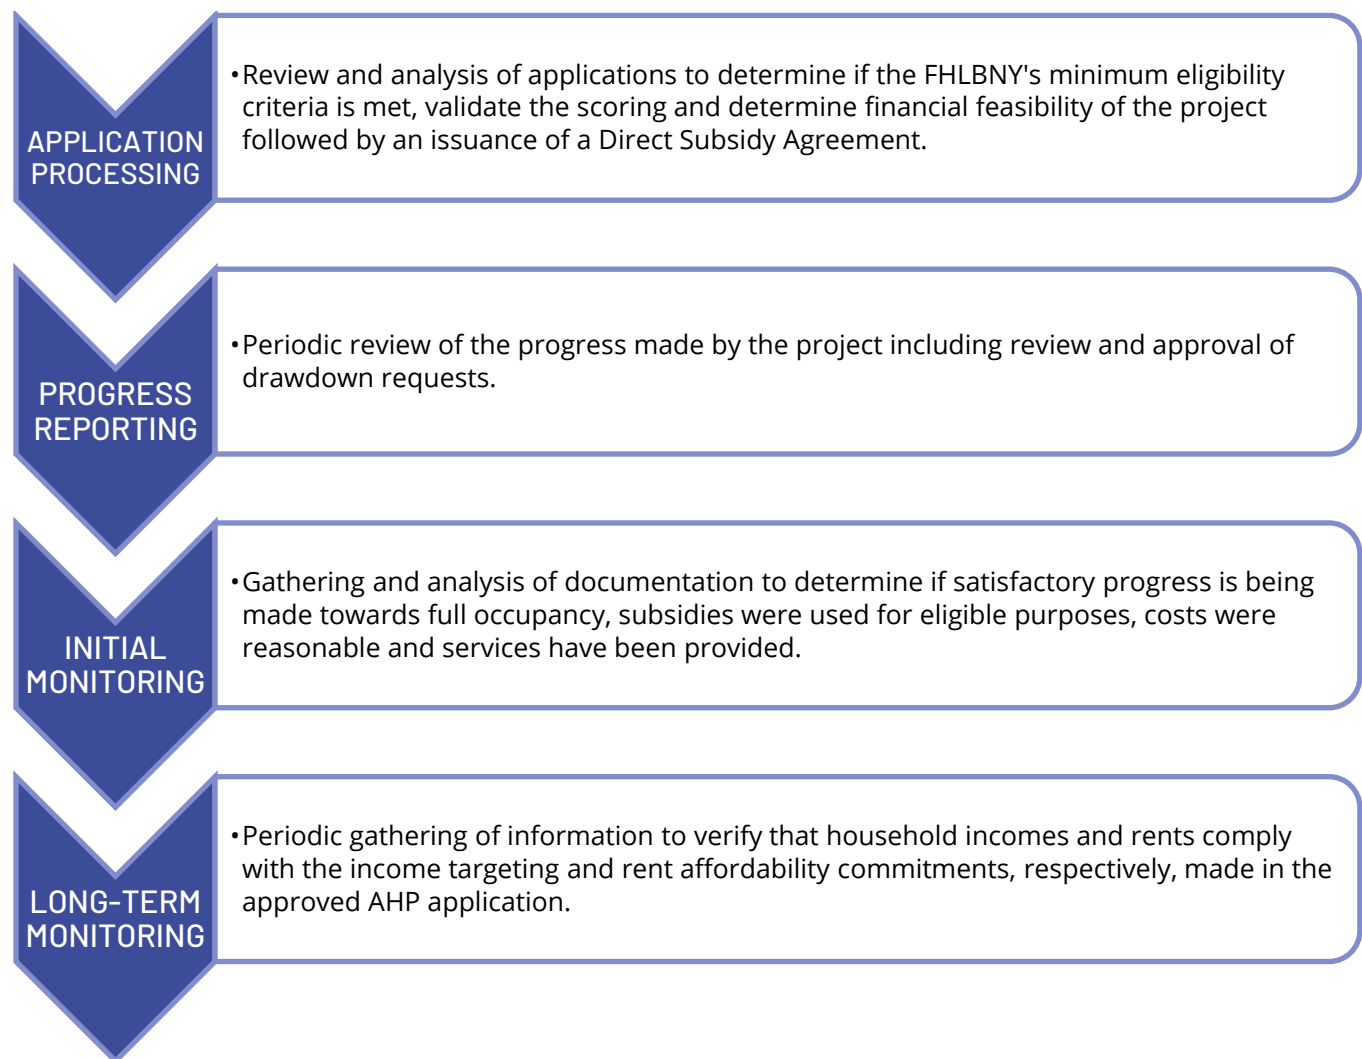 APPLICATION
PROCESSING
•Review and analysis of applications to determine if the FHLBNY's minimum eligibility
criteria is met, validate the scoring and determine financial feasibility of the project
followed by an issuance of a Direct Subsidy Agreement.
PROGRESS
REPORTING
•Periodic review of the progress made by the project including review and approval of
drawdown requests.
INITIAL
MONITORING
•Gathering and analysis of documentation to determine if satisfactory progress is being
made towards full occupancy, subsidies were used for eligible purposes, costs were
reasonable and services have been provided.
LONG-TERM
MONITORING
•Periodic gathering of information to verify that household incomes and rents comply
with the income targeting and rent affordability commitments, respectively, made in the
approved AHP application.